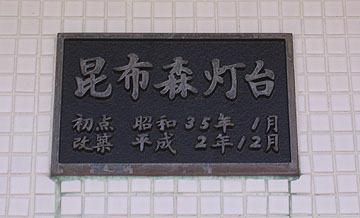 昆布森灯台
初点 昭和35年 1月
改築 平成 2年12月